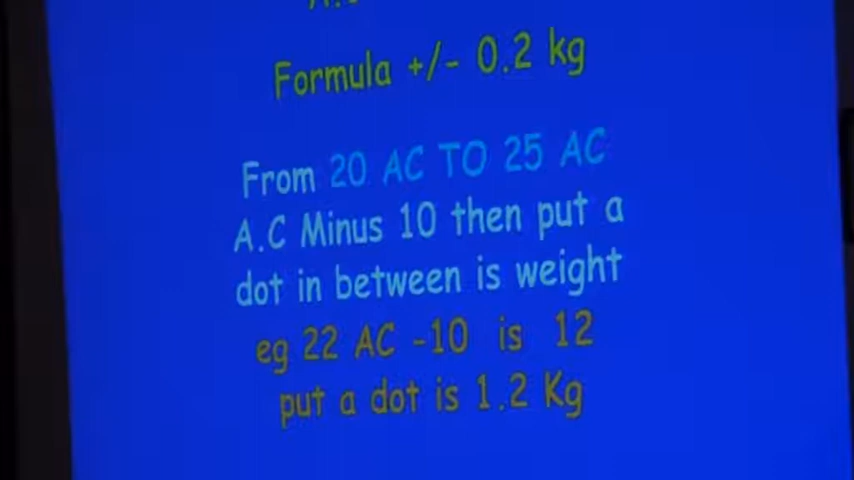 Formula +/- 0.2 kg
From 20 AC TO 25 AC
A.C Minus 10 then put a
dot in between is weight
eg 22 AC -10 is 12
put a dot is 1.2 Kg